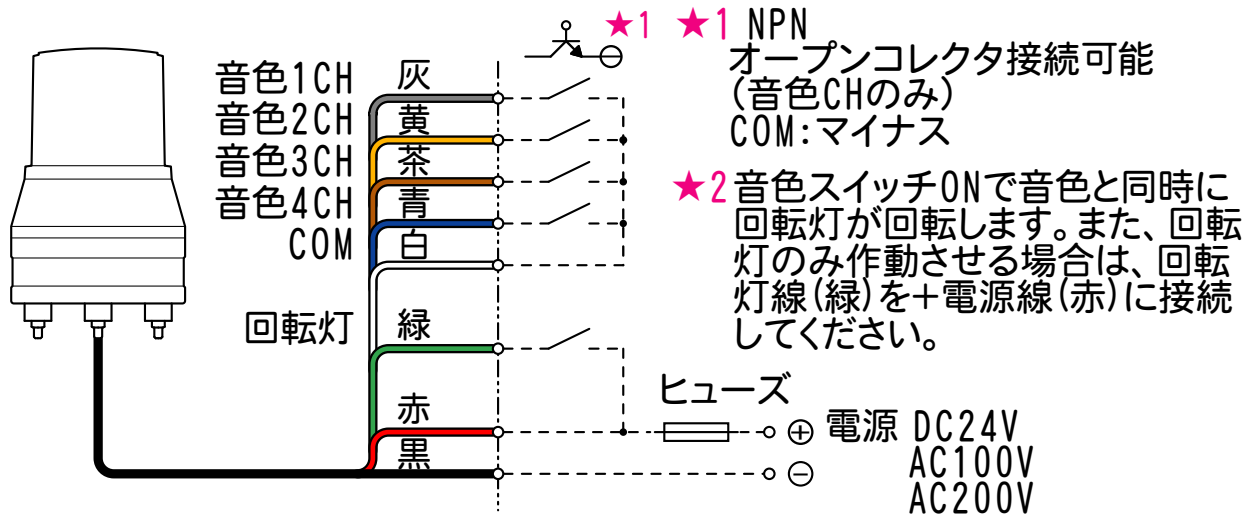 ★1 ★1 NPN
オープンコレクタ接続可能
(音色CHのみ)
COM:マイナス
★2 音色スイッチONで音色と同時に
回転灯が回転します。また、回転
灯のみ作動させる場合は、回転
灯線(緑)を+電源線(赤)に接続
してください。
音色1CH 灰
音色2CH 黄
音色3CH 茶
音色4CH 青
COM 白
回転灯 緑
赤
黒
ヒューズ
⊕ 電源 DC24V
⊖ AC100V
AC200V